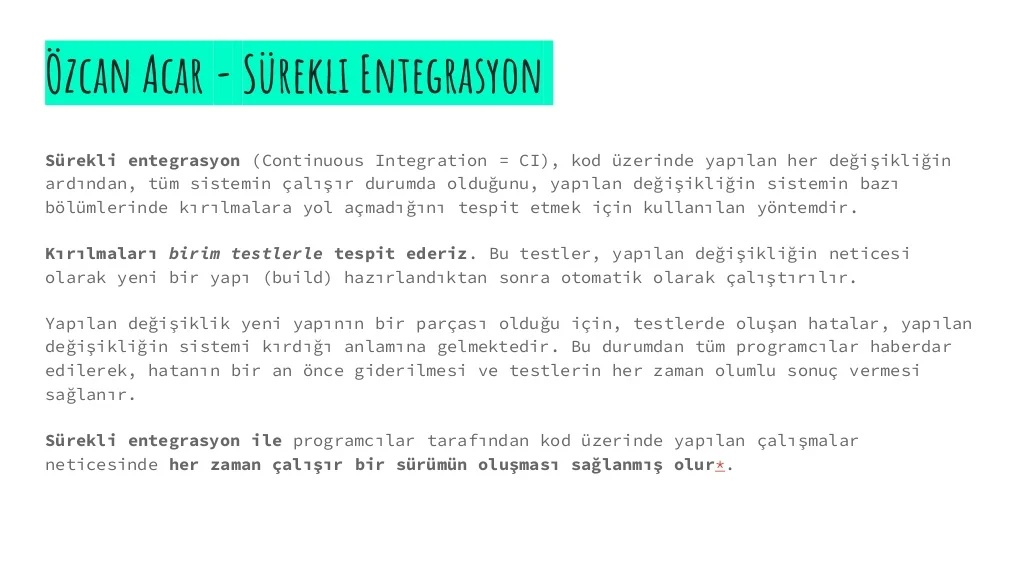 Özcan Acar - Sürekli Entegrasyon
Sürekli entegrasyon (Continuous Integration = CI), kod üzerinde yapılan her değişikliğin
ardından, tüm sistemin çalışır durumda olduğunu, yapılan değişikliğin sistemin bazı
bölümlerinde kırılmalara yol açmadığını tespit etmek için kullanılan yöntemdir.
Kırılmaları birim testlerle tespit ederiz. Bu testler, yapılan değişikliğin neticesi
olarak yeni bir yapı (build) hazırlandıktan sonra otomatik olarak çalıştırılır.
Yapılan değişiklik yeni yapının bir parçası olduğu için, testlerde oluşan hatalar, yapılan
değişikliğin sistemi kırdığı anlamına gelmektedir. Bu durumdan tüm programcılar haberdar
edilerek, hatanın bir an önce giderilmesi ve testlerin her zaman olumlu sonuç vermesi
sağlanır.
Sürekli entegrasyon ile programcılar tarafından kod üzerinde yapılan çalışmalar
neticesinde her zaman çalışır bir sürümün oluşması sağlanmış olur*.